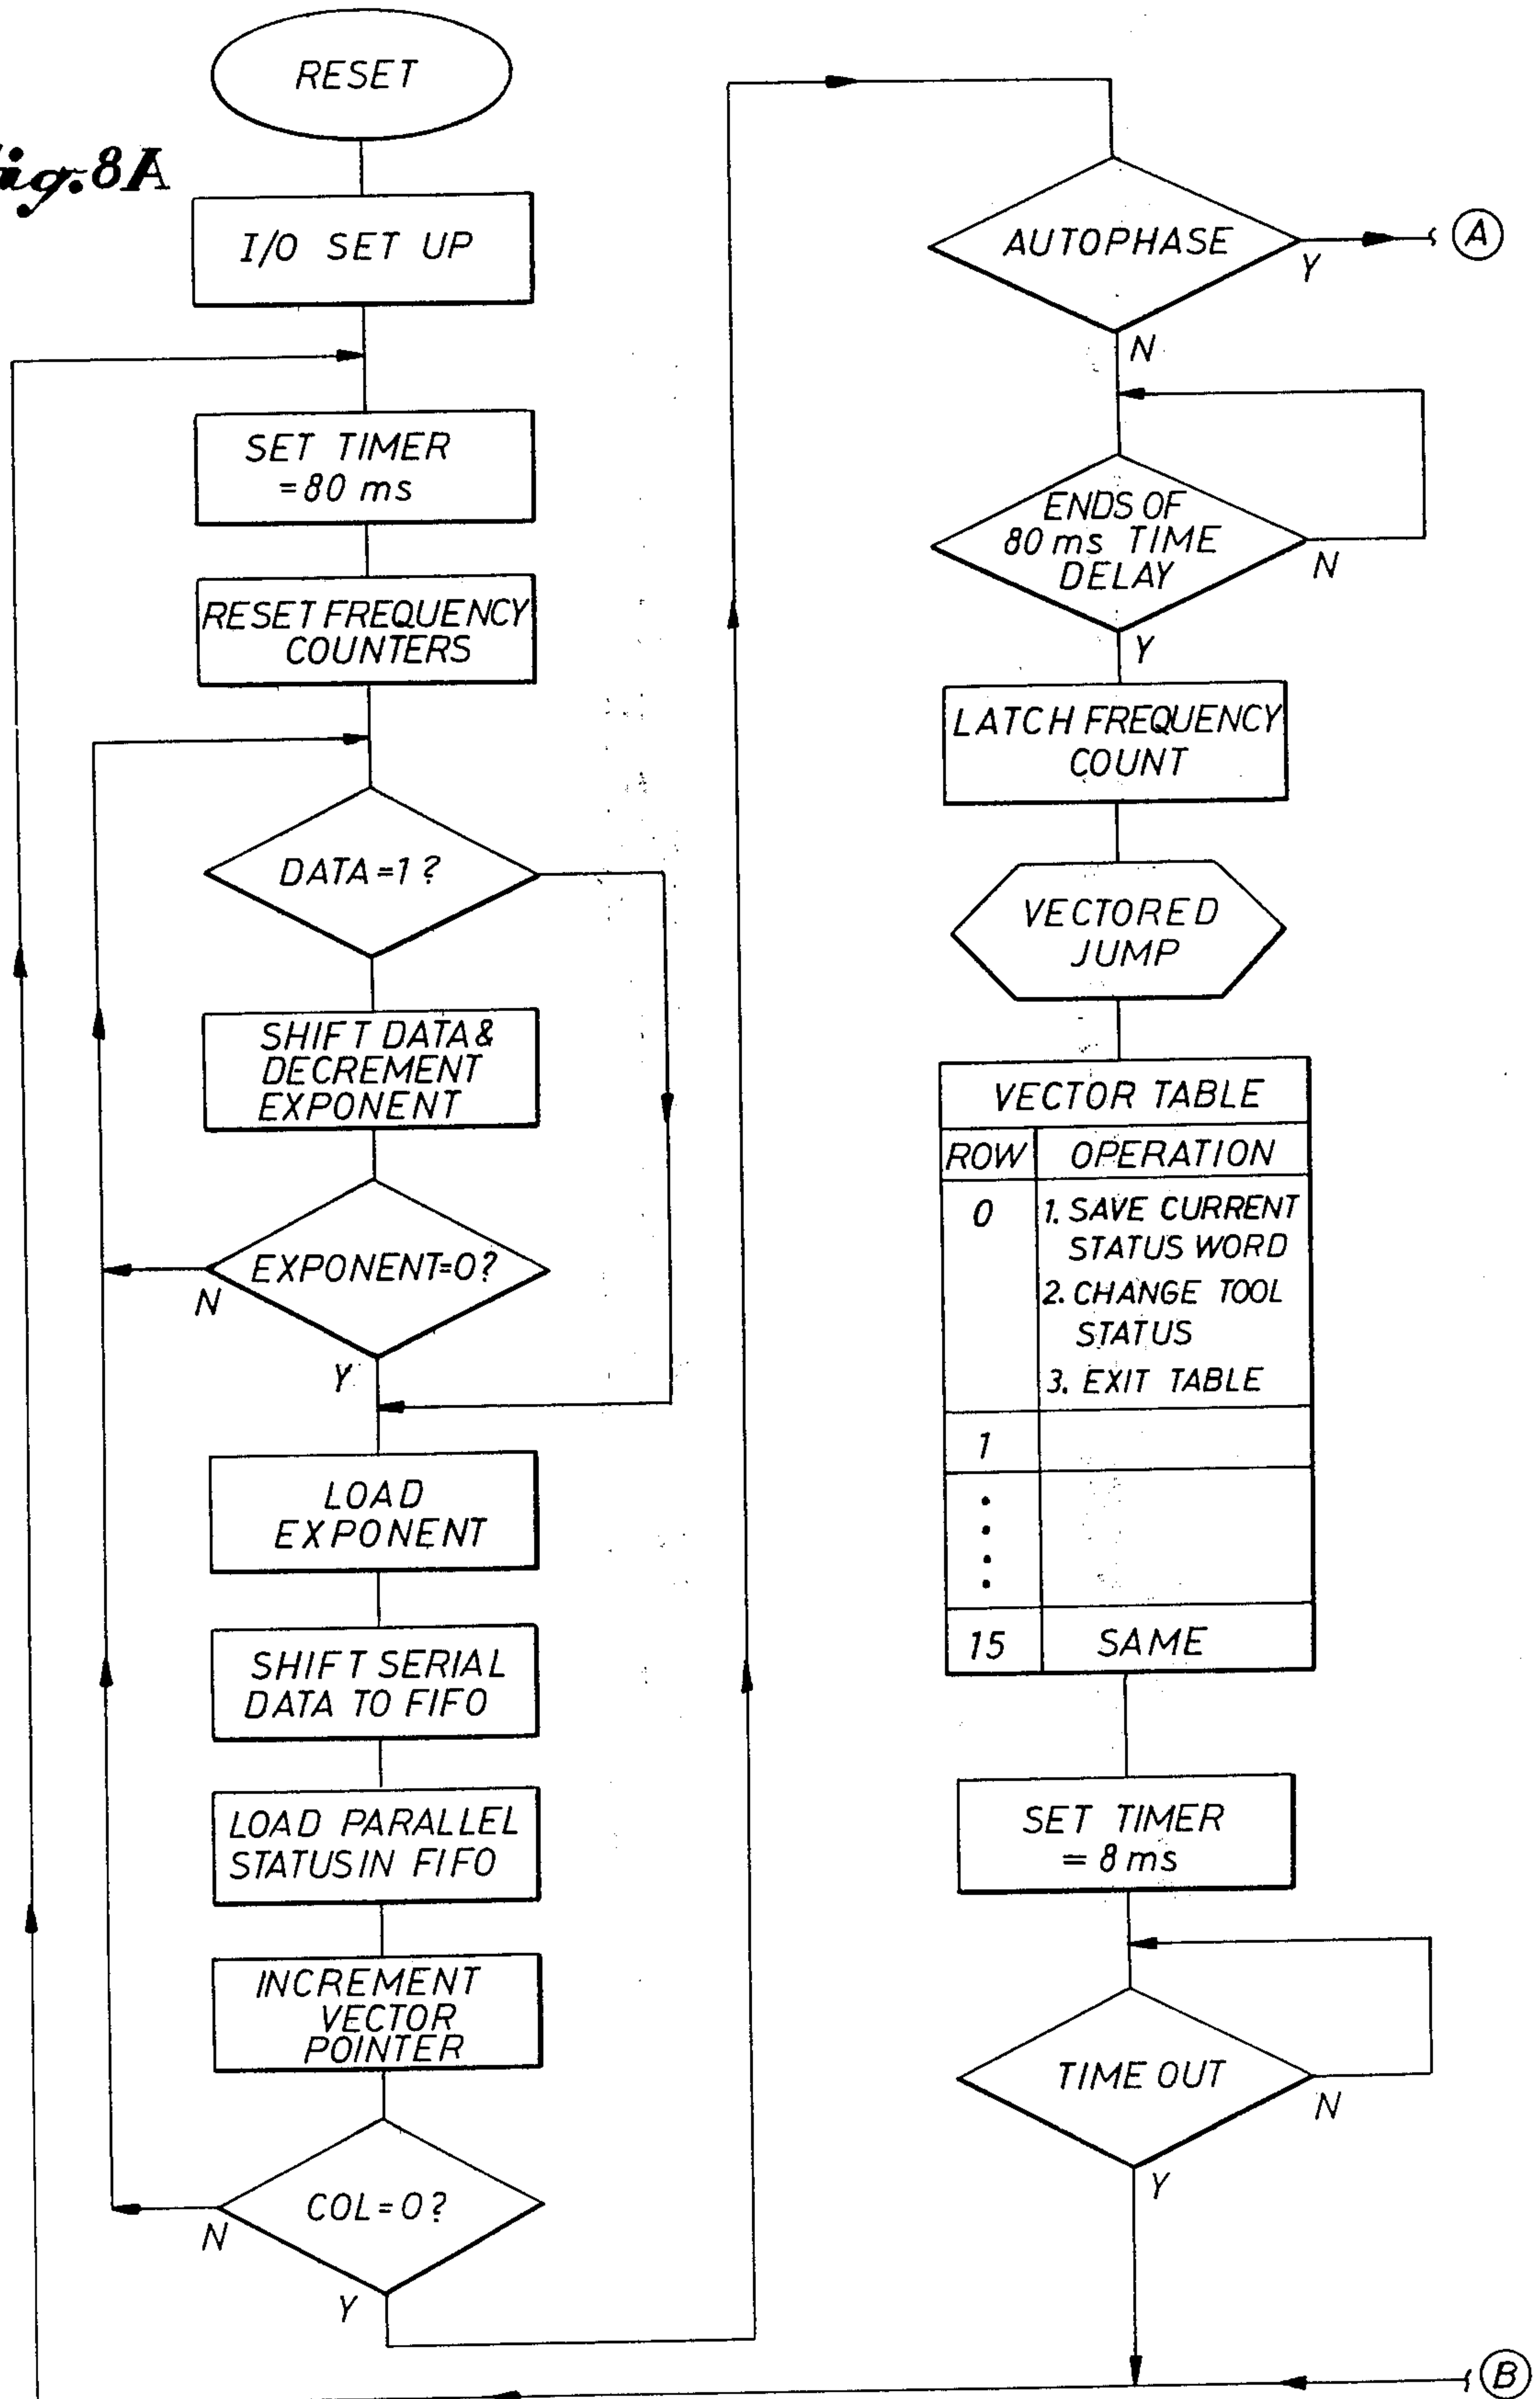 RESET
Fig. 8A
I/O SET UP
SET TIMER
=80 ms
RESET FREQUENCY
COUNTERS
DATA=1?
SHIFT DATA &
DECREMENT
EXPONENT
EXPONENT=0?
N
Y
LOAD
EXPONENT
SHIFT SERIAL
DATA TO FIFO
LOAD PARALLEL
STATUS IN FIFO
INCREMENT
VECTOR
POINTER
COL=0?
N
Y
AUTOPHASE
Y
A
N
ENDS OF
80 ms TIME
DELAY
N
Y
LATCH FREQUENCY
COUNT
VECTORED
JUMP
VECTOR TABLE
ROW OPERATION
0 1. SAVE CURRENT
STATUS WORD
2. CHANGE TOOL
STATUS
3. EXIT TABLE
1
15 SAME
SET TIMER
= 8 ms
TIME OUT
N
Y
B